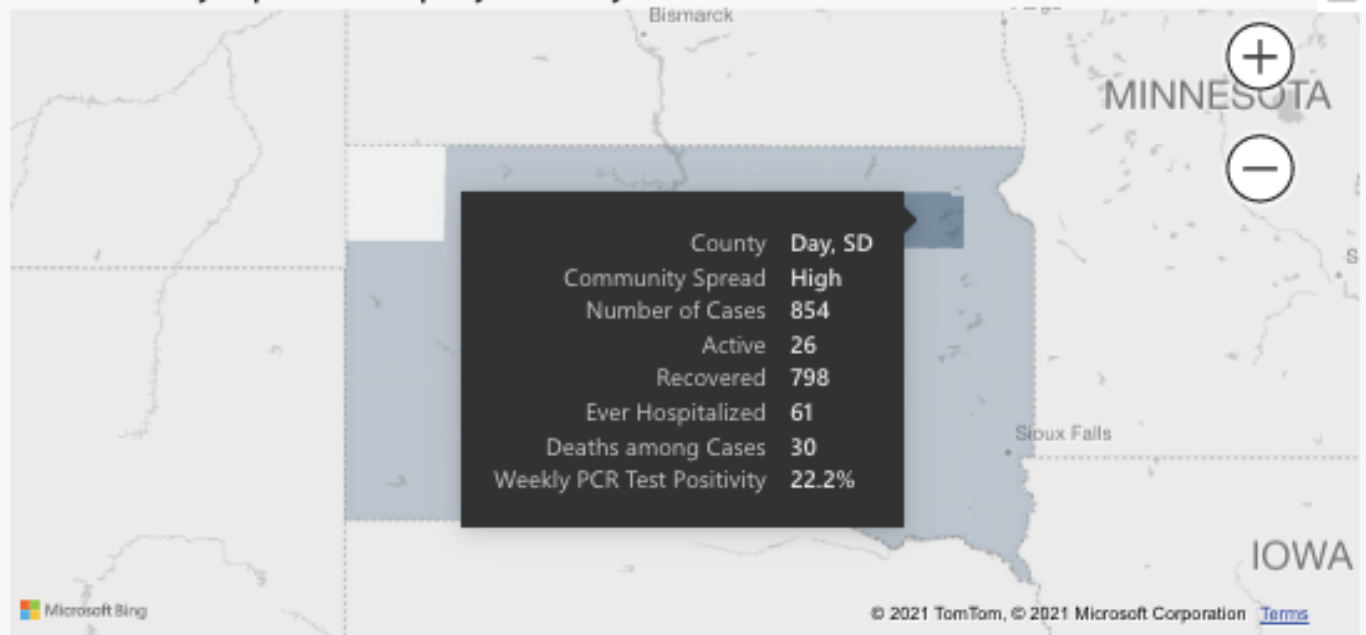 Bismarck
MINNESOTA
County Day, SD
Community Spread High
Number of Cases 854
Active 26
Recovered 798
Ever Hospitalized 61
Deaths among Cases 30
Weekly PCR Test Positivity 22.2%
Sioux Falls
IOWA
Microsoft Bing
© 2021 TomTom, © 2021 Microsoft Corporation Terms